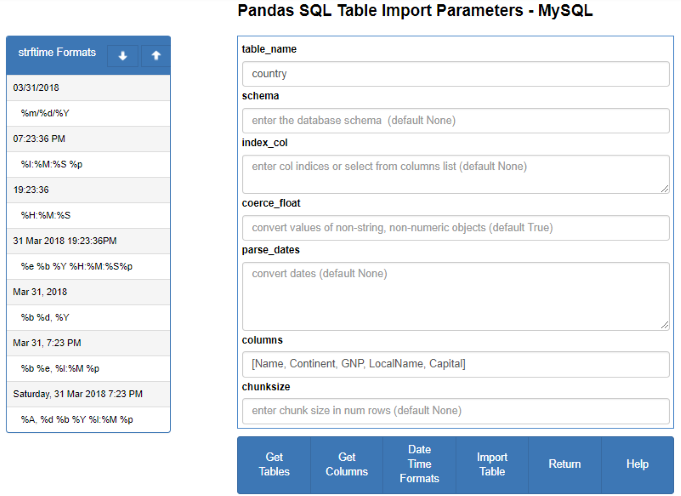 Pandas SQL Table Import Parameters - MySQL
strftime Formats
03/31/2018
%m/%d/%Y
07:23:36 PM
%I:%M:%S %p
19:23:36
%H:%M:%S
31 Mar 2018 19:23:36PM
%e %b %Y %H:%M:%S%p
Mar 31, 2018
%b %d, %Y
Mar 31, 7:23 PM
%b %e, %I:%M %p
Saturday, 31 Mar 2018 7:23 PM
%A, %d %b %Y %I:%M %p
table_name
country
schema
enter the database schema (default None)
index_col
enter col indices or select from columns list (default None)
coerce_float
convert values of non-string, non-numeric objects (default True)
parse_dates
convert dates (default None)
columns
[Name, Continent, GNP, LocalName, Capital]
chunksize
enter chunk size in num rows (default None)
Get
Tables
Get
Columns
Date
Time
Formats
Import
Table
Return
Help